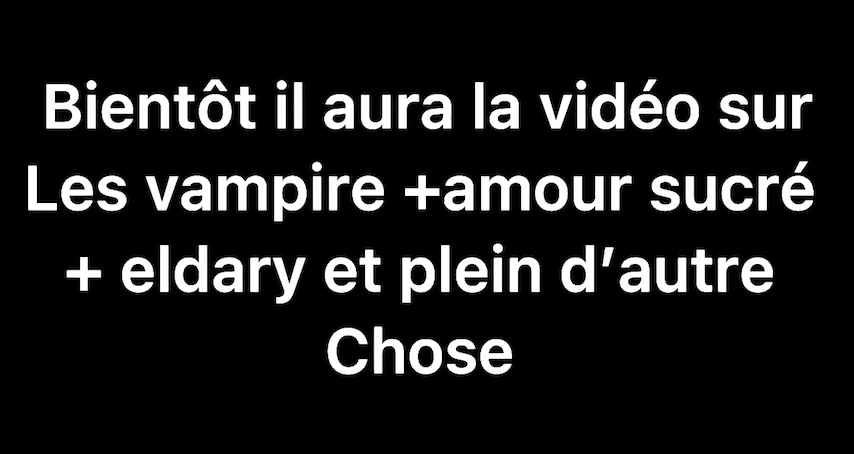 Bientôt il aura la vidéo sur
Les vampire +amour sucré
+ eldary et plein d’autre
Chose